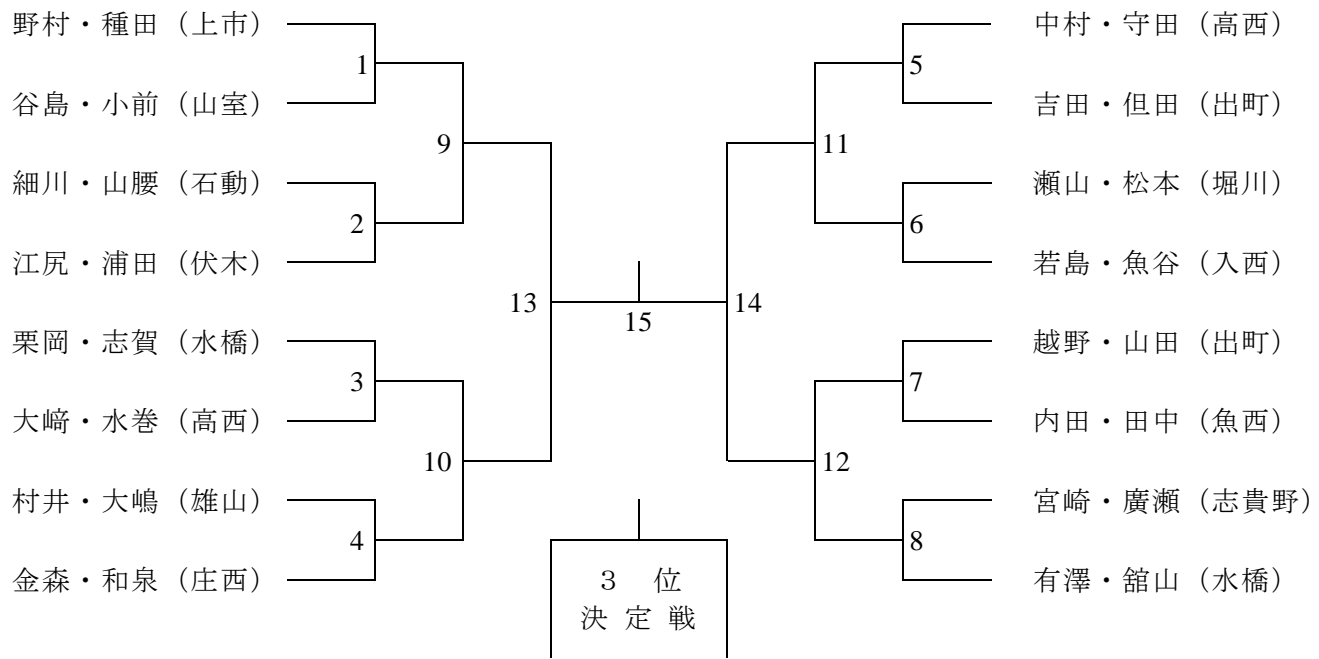 野村・種田（上市）
谷島・小前（山室）
細川・山腰（石動）
江尻・浦田（伏木）
栗岡・志賀（水橋）
大﨑・水巻（高西）
村井・大嶋（雄山）
金森・和泉（庄西）
1
2
3
4
9
10
13
15
14
11
12
5
6
7
8
中村・守田（高西）
吉田・但田（出町）
瀬山・松本（堀川）
若島・魚谷（入西）
越野・山田（出町）
内田・田中（魚西）
宮崎・廣瀬（志貴野）
有澤・舘山（水橋）
３　位
決 定 戦